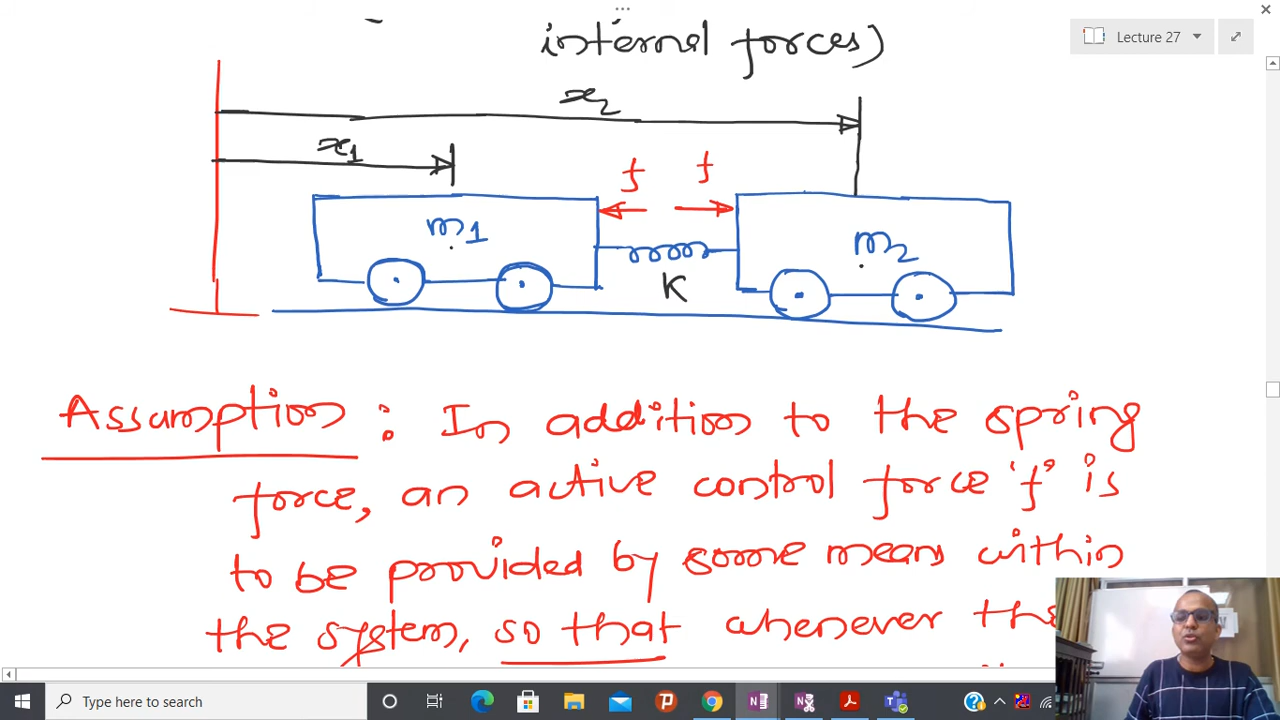 internal forces)
Lecture 27
x2
x1
f f
m1
m2
K
Assumption: In addition to the spring
force, an active control force 'f' is
to be provided by some means within
the system, so that whenever the
Type here to search